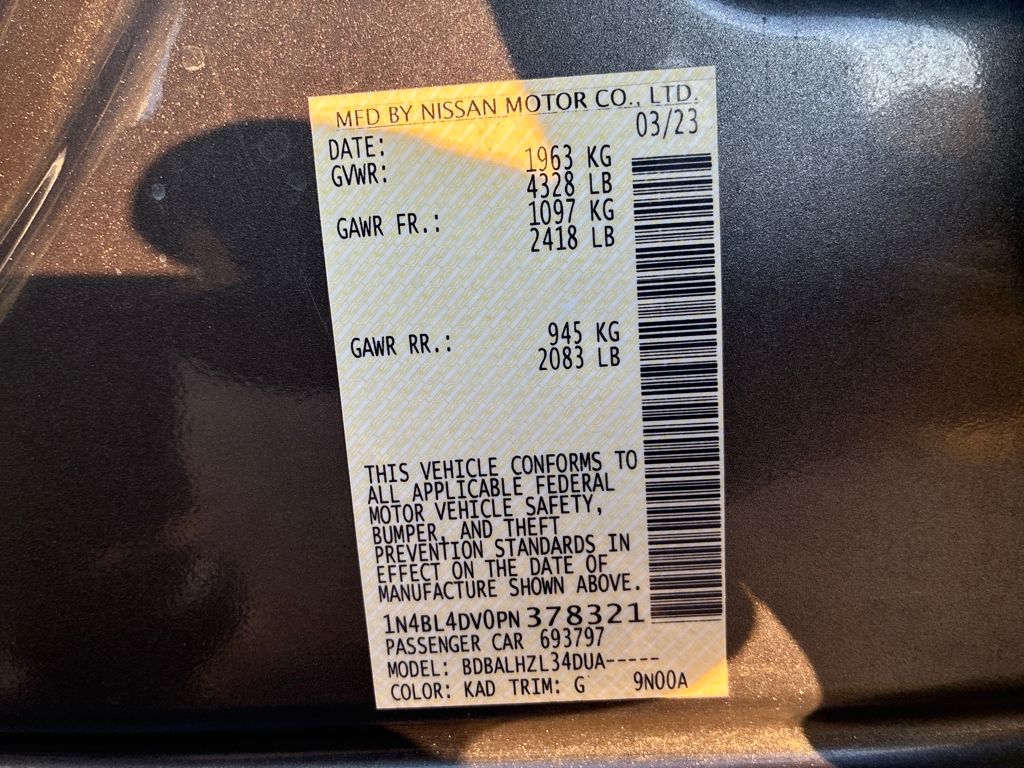 MFD BY NISSAN MOTOR CO., LTD.
DATE: 03/23
GVWR: 1963 KG
4328 LB
GAWR FR.: 1097 KG
2418 LB
GAWR RR.: 945 KG
2083 LB
THIS VEHICLE CONFORMS TO
ALL APPLICABLE FEDERAL
MOTOR VEHICLE SAFETY,
BUMPER, AND THEFT
PREVENTION STANDARDS IN
EFFECT ON THE DATE OF
MANUFACTURE SHOWN ABOVE.
1N4BL4DV0PN378321
PASSENGER CAR 693797
MODEL: BDBALHZL34DUA-----
COLOR: KAD TRIM: G 9N00A